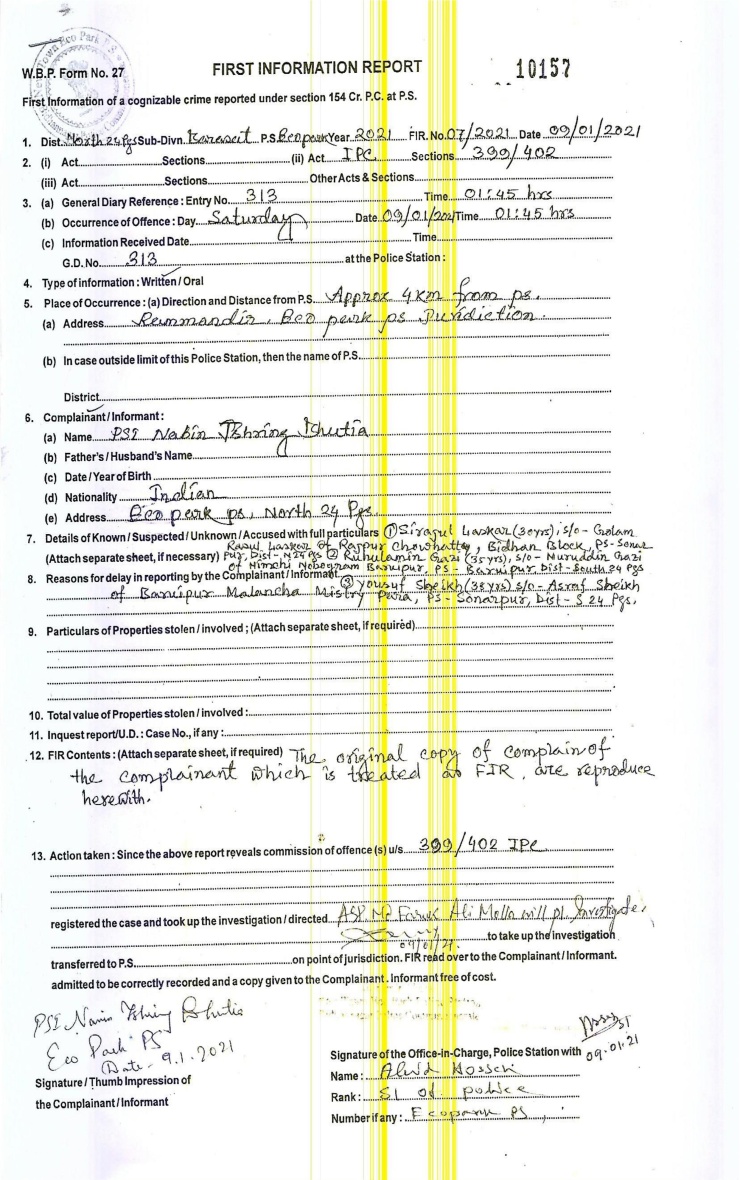 Town Eco Park P.S
W.B.P. Form No. 27
FIRST INFORMATION REPORT
10157
First Information of a cognizable crime reported under section 154 Cr. P.C. at P.S.
1. Dist. North 24 Pgs Sub-Divn. Barasat P.S. Eco park Year 2021 FIR. No. 07/2021 Date 09/01/2021
2. (i) Act Sections (ii) Act IPC Sections 399/402
(iii) Act Sections Other Acts & Sections
3. (a) General Diary Reference : Entry No. 313 Time 01:45 hrs
(b) Occurrence of Offence : Day Saturday Date 09/01/2021 Time 01:45 hrs
(c) Information Received Date Time
G.D. No. 313 at the Police Station :
4. Type of information : Written / Oral
5. Place of Occurrence : (a) Direction and Distance from P.S. Approx 4 km from ps.
(a) Address Rammandir, Eco park ps Juridiction.
(b) In case outside limit of this Police Station, then the name of P.S.
District
6. Complainant / Informant :
(a) Name PSI Nabin Tshring Bhutia
(b) Father's / Husband's Name
(c) Date / Year of Birth
(d) Nationality Indian
(e) Address Eco park ps, North 24 Pgs.
7. Details of Known / Suspected / Unknown / Accused with full particulars ① Sirazul Laskar (30 yrs), s/o - Golam
Rasul Laskar of Rajpur Chowhatty, Bidhan Block, PS- Sonar
(Attach separate sheet, if necessary) pur, Dist- N 24 Pgs ② Ruhulamin Gazi (35 yrs), s/o - Nuruddin Gazi
of Nobogram Baruipur, PS - Baruipur Dist - South 24 Pgs
8. Reasons for delay in reporting by the Complainant / Informant ③ Yousuf Sheikh (33 yrs) s/o - Asraf Sheikh
of Baruipur Malancha Mistry Para, PS - Sonarpur, Dist - S 24 Pgs.
9. Particulars of Properties stolen / involved ; (Attach separate sheet, if required)
10. Total value of Properties stolen / involved :
11. Inquest report/U.D. : Case No., if any :
12. FIR Contents : (Attach separate sheet, if required) The original copy of complain of
the complainant which is treated as FIR, are reproduce
herewith.
13. Action taken : Since the above report reveals commission of offence (s) u/s 399/402 IPC
registered the case and took up the investigation / directed ASI Md Faruk Ali Molla will pl. Investigate.
09/01/21. to take up the investigation
transferred to P.S. on point of jurisdiction. FIR read over to the Complainant / Informant.
admitted to be correctly recorded and a copy given to the Complainant . Informant free of cost.
PSI Nabin Tshring Bhutia
Eco Park PS
Date - 9.1.2021
Signature / Thumb Impression of
the Complainant / Informant
09.01.21
Signature of the Office-in-Charge, Police Station with
Name : Abid Hossen
Rank : SI of police
Number if any : Ecopark PS